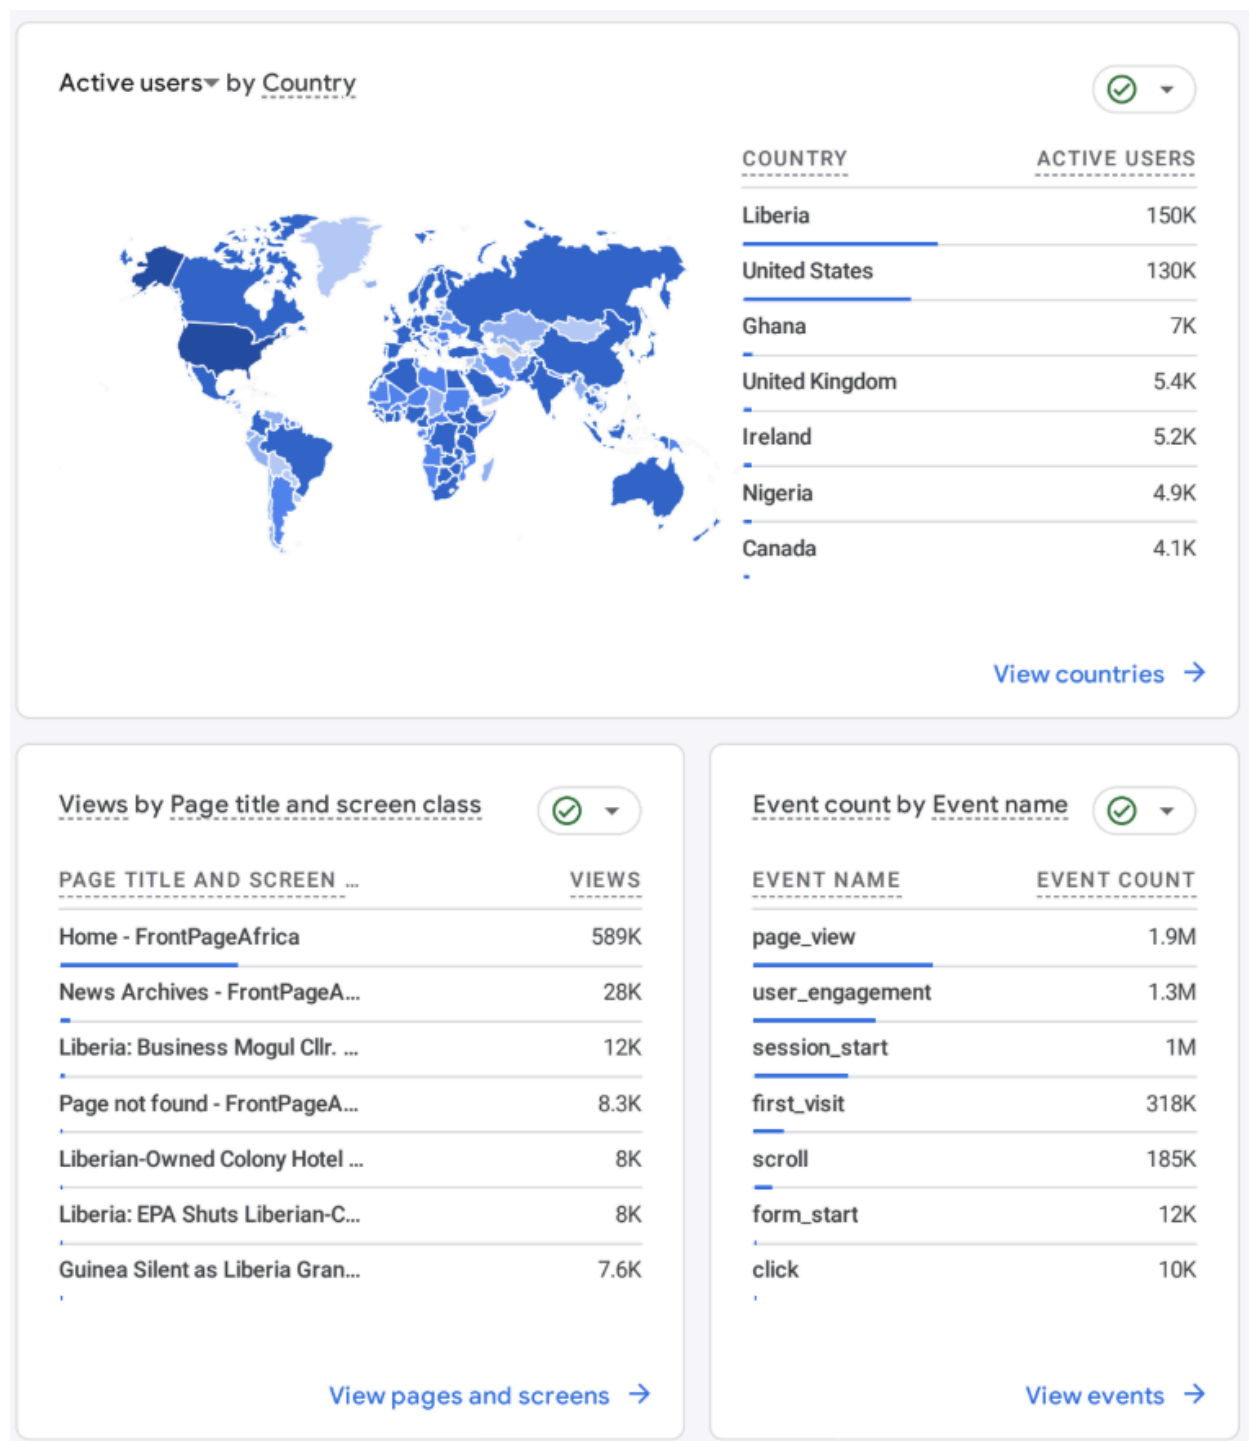 Active users by Country
COUNTRY ACTIVE USERS
Liberia 150K
United States 130K
Ghana 7K
United Kingdom 5.4K
Ireland 5.2K
Nigeria 4.9K
Canada 4.1K
View countries →
Views by Page title and screen class
PAGE TITLE AND SCREEN ... VIEWS
Home - FrontPageAfrica 589K
News Archives - FrontPageA... 28K
Liberia: Business Mogul Cllr. ... 12K
Page not found - FrontPageA... 8.3K
Liberian-Owned Colony Hotel ... 8K
Liberia: EPA Shuts Liberian-C... 8K
Guinea Silent as Liberia Gran... 7.6K
View pages and screens →
Event count by Event name
EVENT NAME EVENT COUNT
page_view 1.9M
user_engagement 1.3M
session_start 1M
first_visit 318K
scroll 185K
form_start 12K
click 10K
View events →